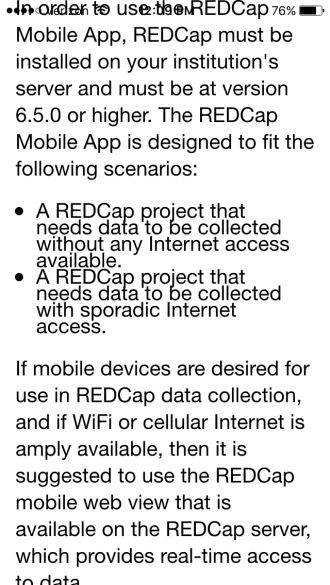 In order to use the REDCap
76%
Mobile App, REDCap must be
installed on your institution's
server and must be at version
6.5.0 or higher. The REDCap
Mobile App is designed to fit the
following scenarios:
• A REDCap project that
needs data to be collected
without any Internet access
available.
• A REDCap project that
needs data to be collected
with sporadic Internet
access.
If mobile devices are desired for
use in REDCap data collection,
and if WiFi or cellular Internet is
amply available, then it is
suggested to use the REDCap
mobile web view that is
available on the REDCap server,
which provides real-time access
to data